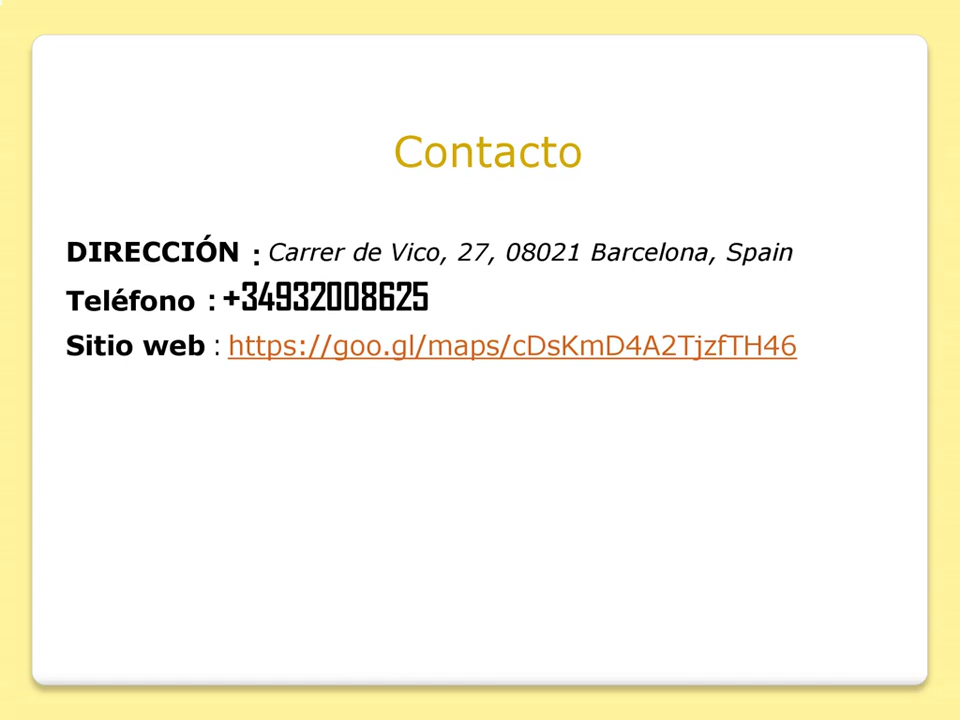 Contacto
DIRECCIÓN : Carrer de Vico, 27, 08021 Barcelona, Spain
Teléfono : +34932008625
Sitio web : https://goo.gl/maps/cDsKmD4A2TjzfTH46